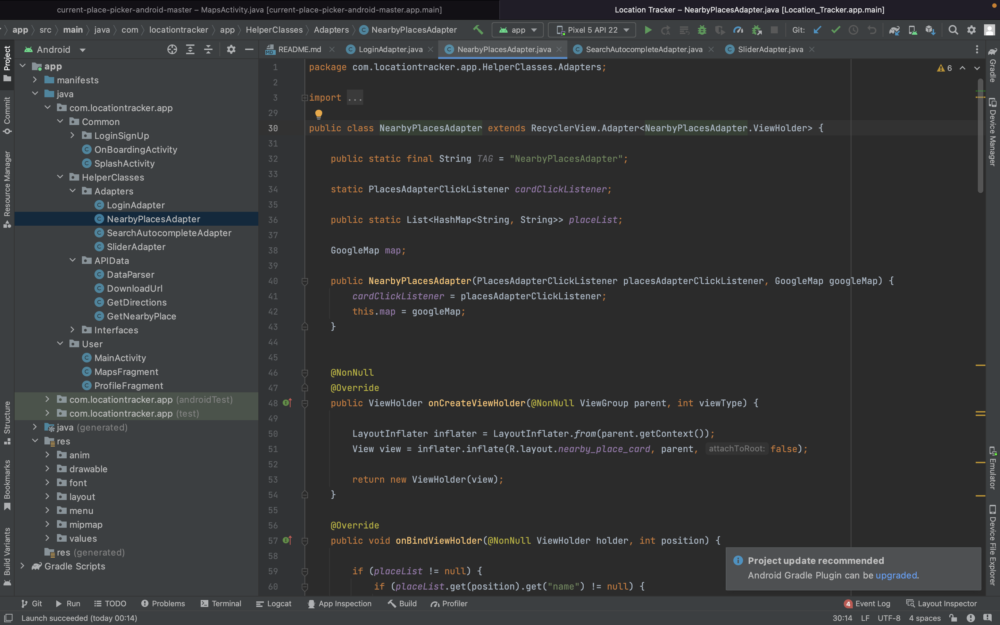 current-place-picker-android-master – MapsActivity.java [current-place-picker-android-master.app.main]
Location Tracker – NearbyPlacesAdapter.java [Location_Tracker.app.main]
app src main java com locationtracker app HelperClasses Adapters NearbyPlacesAdapter
app
Pixel 5 API 22
Git:
Android
README.md LoginAdapter.java NearbyPlacesAdapter.java SearchAutocompleteAdapter.java SliderAdapter.java
Project
Commit
Resource Manager
Structure
Bookmarks
Build Variants
app
manifests
java
com.locationtracker.app
Common
LoginSignUp
OnBoardingActivity
SplashActivity
HelperClasses
Adapters
LoginAdapter
NearbyPlacesAdapter
SearchAutocompleteAdapter
SliderAdapter
APIData
DataParser
DownloadUrl
GetDirections
GetNearbyPlace
Interfaces
User
MainActivity
MapsFragment
ProfileFragment
com.locationtracker.app (androidTest)
com.locationtracker.app (test)
java (generated)
res
anim
drawable
font
layout
menu
mipmap
values
res (generated)
Gradle Scripts
1 package com.locationtracker.app.HelperClasses.Adapters;
2
3 import ...
29
30 public class NearbyPlacesAdapter extends RecyclerView.Adapter<NearbyPlacesAdapter.ViewHolder> {
31
32 public static final String TAG = "NearbyPlacesAdapter";
33
34 static PlacesAdapterClickListener cardClickListener;
35
36 public static List<HashMap<String, String>> placeList;
37
38 GoogleMap map;
39
40 public NearbyPlacesAdapter(PlacesAdapterClickListener placesAdapterClickListener, GoogleMap googleMap) {
41 cardClickListener = placesAdapterClickListener;
42 this.map = googleMap;
43 }
44
45
46 @NonNull
47 @Override
48 public ViewHolder onCreateViewHolder(@NonNull ViewGroup parent, int viewType) {
49
50 LayoutInflater inflater = LayoutInflater.from(parent.getContext());
51 View view = inflater.inflate(R.layout.nearby_place_card, parent, attachToRoot: false);
52
53 return new ViewHolder(view);
54 }
55
56 @Override
57 public void onBindViewHolder(@NonNull ViewHolder holder, int position) {
58
59 if (placeList != null) {
60 if (placeList.get(position).get("name") != null) {
6
Gradle
Device Manager
Emulator
Device File Explorer
Project update recommended
Android Gradle Plugin can be upgraded.
Git Run TODO Problems Terminal Logcat App Inspection Build Profiler
4 Event Log Layout Inspector
Launch succeeded (today 00:14)
30:14 LF UTF-8 4 spaces